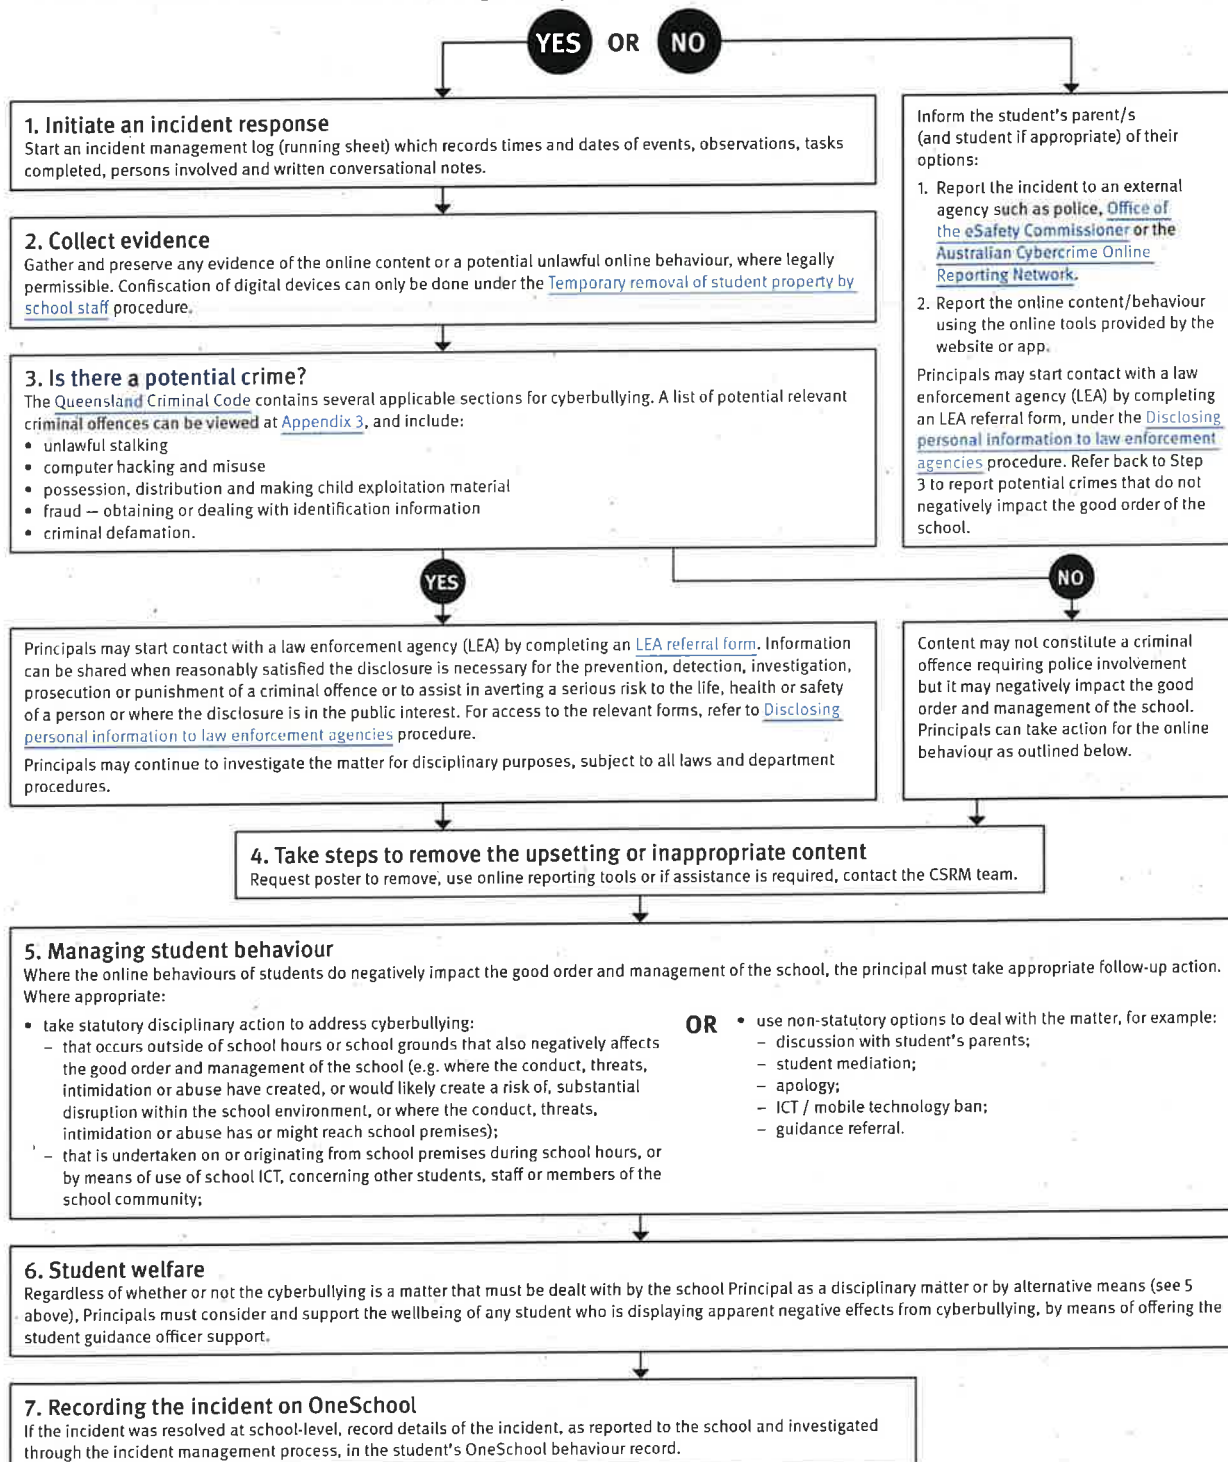 YES OR NO
1. Initiate an incident response
Start an incident management log (running sheet) which records times and dates of events, observations, tasks
completed, persons involved and written conversational notes.
2. Collect evidence
Gather and preserve any evidence of the online content or a potential unlawful online behaviour, where legally
permissible. Confiscation of digital devices can only be done under the Temporary removal of student property by
school staff procedure.
3. Is there a potential crime?
The Queensland Criminal Code contains several applicable sections for cyberbullying. A list of potential relevant
criminal offences can be viewed at Appendix 3, and include:
• unlawful stalking
• computer hacking and misuse
• possession, distribution and making child exploitation material
• fraud – obtaining or dealing with identification information
• criminal defamation.
Inform the student's parent/s
(and student if appropriate) of their
options:
1. Report the incident to an external
agency such as police, Office of
the eSafety Commissioner or the
Australian Cybercrime Online
Reporting Network.
2. Report the online content/behaviour
using the online tools provided by the
website or app.
Principals may start contact with a law
enforcement agency (LEA) by completing
an LEA referral form, under the Disclosing
personal information to law enforcement
agencies procedure. Refer back to Step
3 to report potential crimes that do not
negatively impact the good order of the
school.
YES
NO
Principals may start contact with a law enforcement agency (LEA) by completing an LEA referral form. Information
can be shared when reasonably satisfied the disclosure is necessary for the prevention, detection, investigation,
prosecution or punishment of a criminal offence or to assist in averting a serious risk to the life, health or safety
of a person or where the disclosure is in the public interest. For access to the relevant forms, refer to Disclosing
personal information to law enforcement agencies procedure.
Principals may continue to investigate the matter for disciplinary purposes, subject to all laws and department
procedures.
Content may not constitute a criminal
offence requiring police involvement
but it may negatively impact the good
order and management of the school.
Principals can take action for the online
behaviour as outlined below.
4. Take steps to remove the upsetting or inappropriate content
Request poster to remove, use online reporting tools or if assistance is required, contact the CSRM team.
5. Managing student behaviour
Where the online behaviours of students do negatively impact the good order and management of the school, the principal must take appropriate follow-up action.
Where appropriate:
• take statutory disciplinary action to address cyberbullying:
– that occurs outside of school hours or school grounds that also negatively affects
the good order and management of the school (e.g. where the conduct, threats,
intimidation or abuse have created, or would likely create a risk of, substantial
disruption within the school environment, or where the conduct, threats,
intimidation or abuse has or might reach school premises);
– that is undertaken on or originating from school premises during school hours, or
by means of use of school ICT, concerning other students, staff or members of the
school community;
OR
• use non-statutory options to deal with the matter, for example:
– discussion with student's parents;
– student mediation;
– apology;
– ICT / mobile technology ban;
– guidance referral.
6. Student welfare
Regardless of whether or not the cyberbullying is a matter that must be dealt with by the school Principal as a disciplinary matter or by alternative means (see 5
above), Principals must consider and support the wellbeing of any student who is displaying apparent negative effects from cyberbullying, by means of offering the
student guidance officer support.
7. Recording the incident on OneSchool
If the incident was resolved at school-level, record details of the incident, as reported to the school and investigated
through the incident management process, in the student's OneSchool behaviour record.